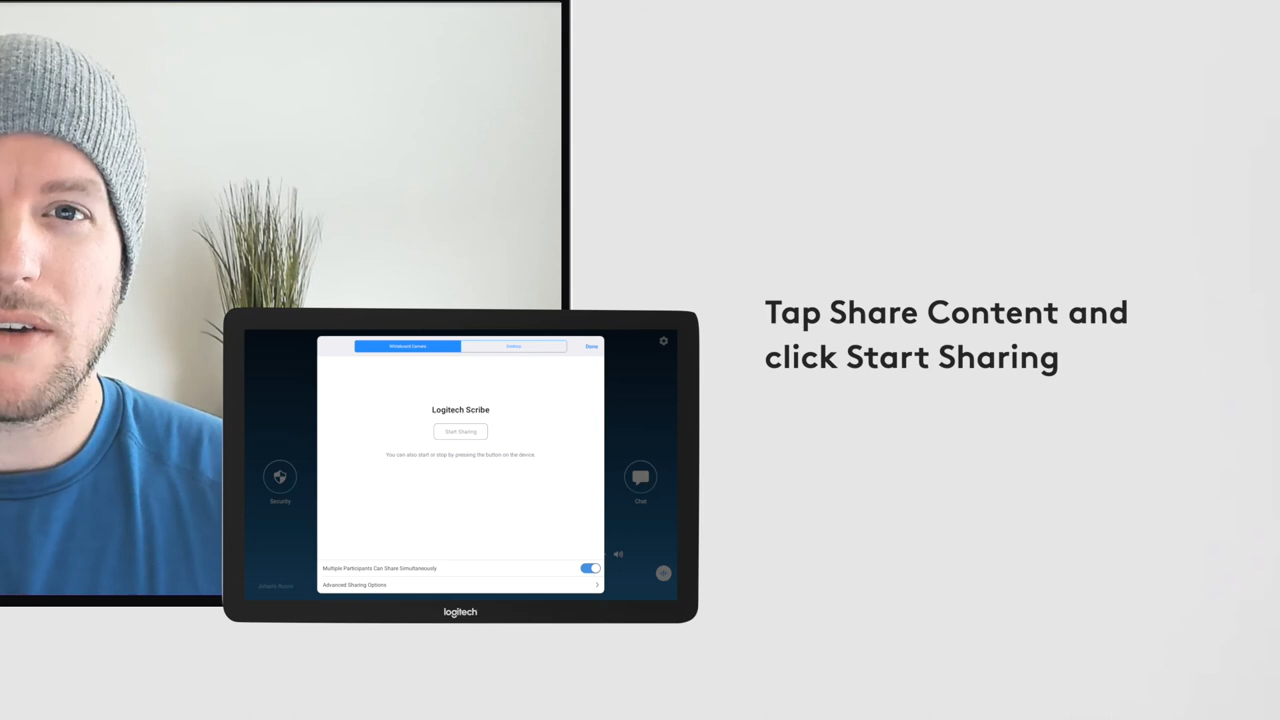 Tap Share Content and
click Start Sharing
Whiteboard Camera
Desktop
Done
Logitech Scribe
Start Sharing
You can also start or stop by pressing the button on the device.
Security
Chat
Multiple Participants Can Share Simultaneously
Advanced Sharing Options
logitech